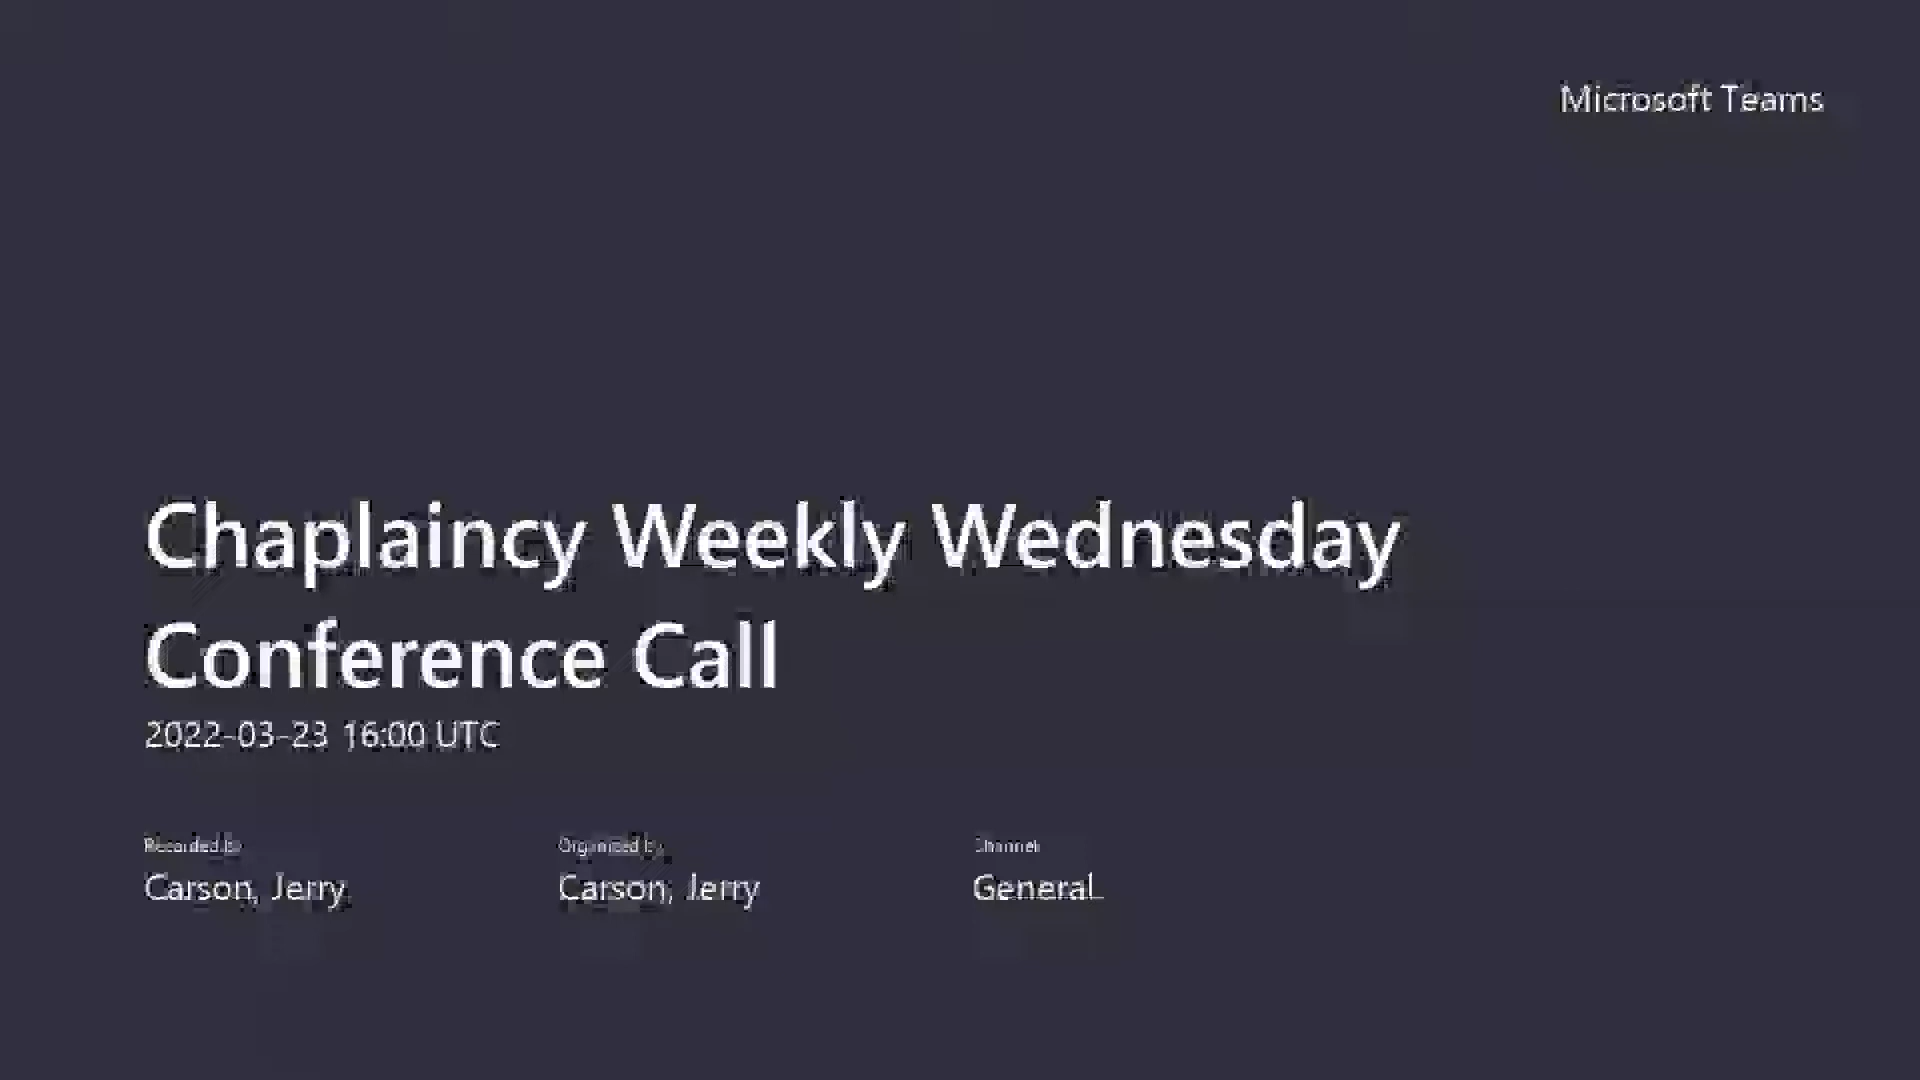 Microsoft Teams
Chaplaincy Weekly Wednesday
Conference Call
2022-03-23 16:00 UTC
Recorded by
Organized by
Channel
Carson, Jerry
Carson, Jerry
General